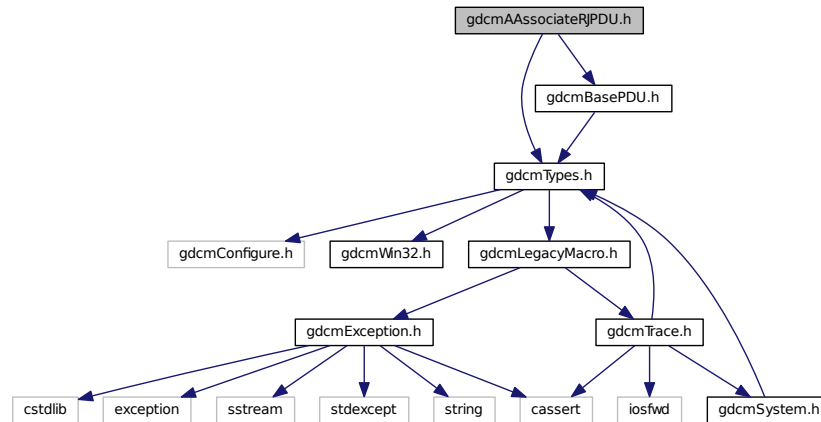 gdcmAAssociateRJPDU.h
gdcmBasePDU.h
gdcmTypes.h
gdcmConfigure.h
gdcmWin32.h
gdcmLegacyMacro.h
gdcmException.h
gdcmTrace.h
cstdlib
exception
sstream
stdexcept
string
cassert
iosfwd
gdcmSystem.h